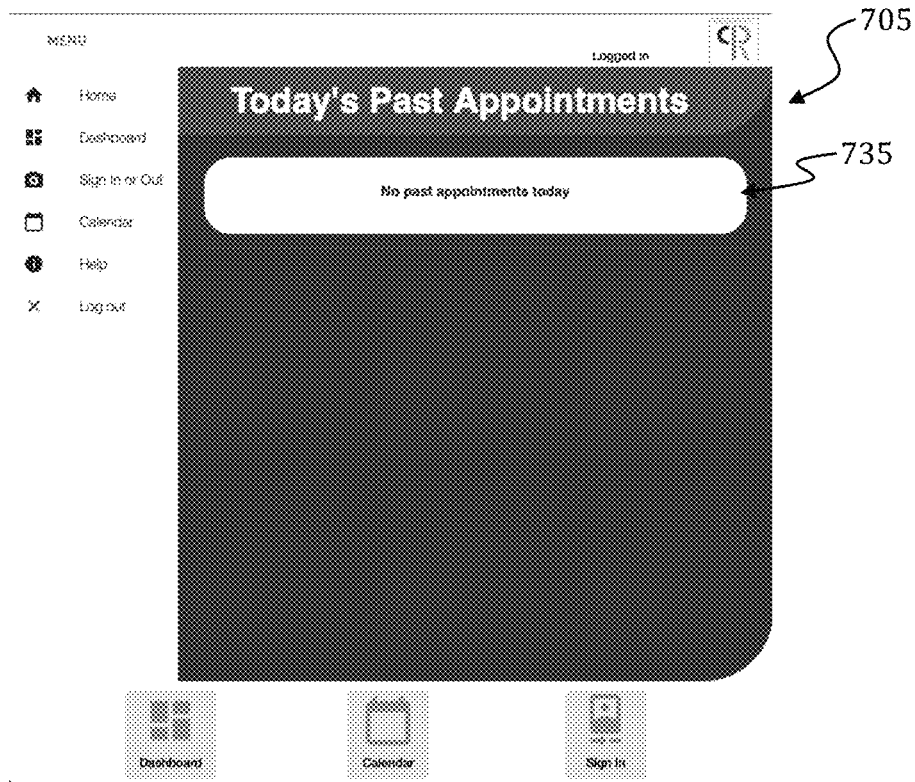 705
MENU
Logged in
CR
Home
Today's Past Appointments
Dashboard
735
Sign In or Out
No past appointments today
Calendar
Help
Log out
Dashboard
Calendar
Sign In